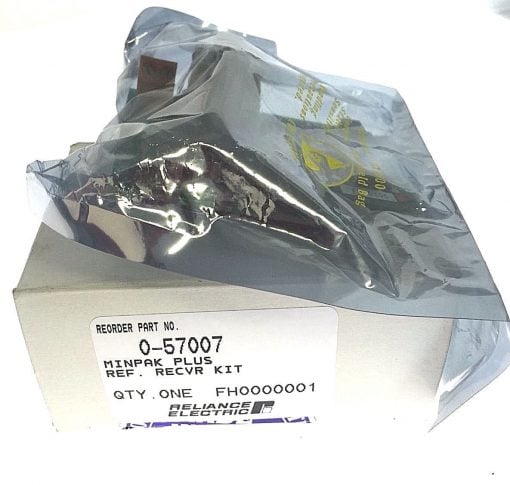 REORDER PART NO.
0-57007
MINPAK PLUS
REF. RECVR KIT
QTY.ONE FH0000001
RELIANCE
ELECTRIC